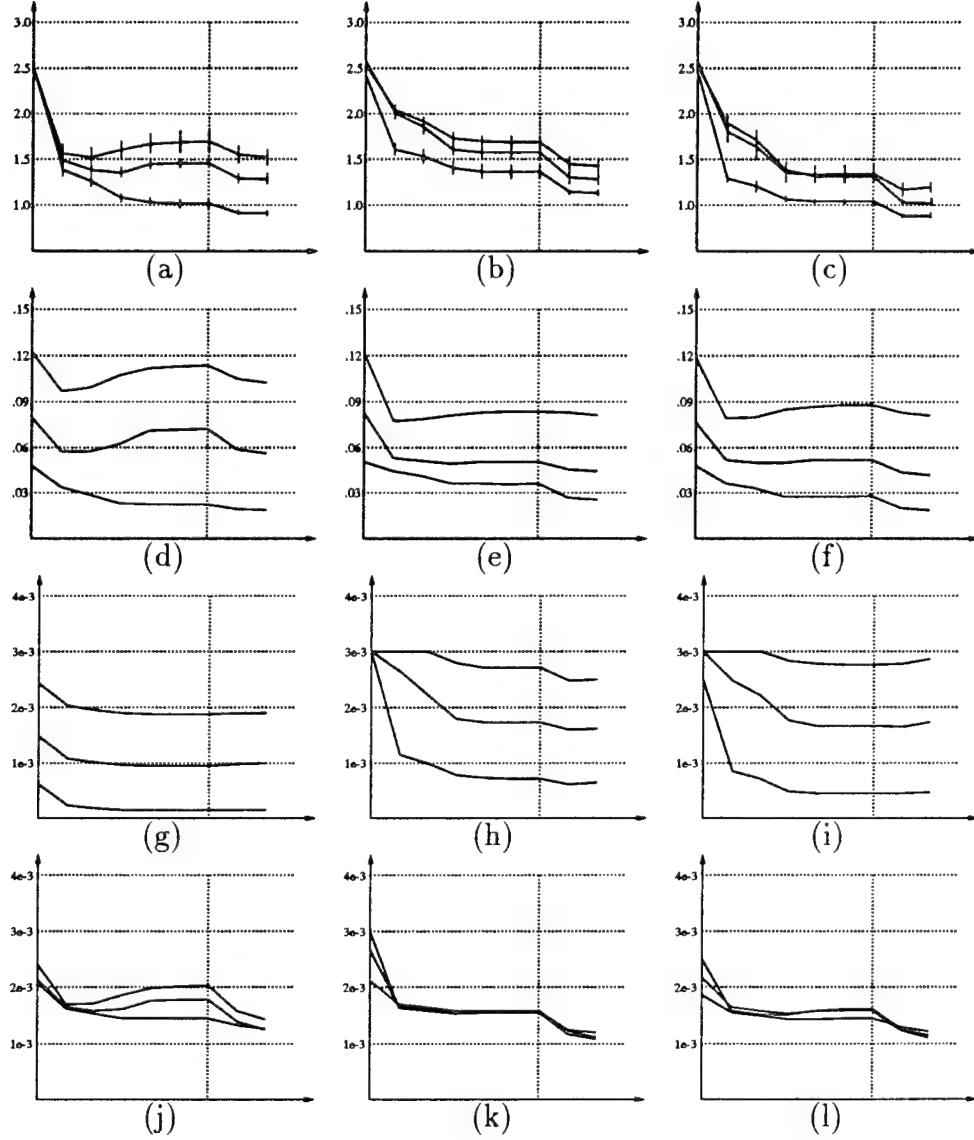 3.0 3.0 3.0
2.5 2.5 2.5
2.0 2.0 2.0
1.5 1.5 1.5
1.0 1.0 1.0
(a) (b) (c)
.15 .15 .15
.12 .12 .12
.09 .09 .09
.06 .06 .06
.03 .03 .03
(d) (e) (f)
4e-3 4e-3 4e-3
3e-3 3e-3 3e-3
2e-3 2e-3 2e-3
1e-3 1e-3 1e-3
(g) (h) (i)
4e-3 4e-3 4e-3
3e-3 3e-3 3e-3
2e-3 2e-3 2e-3
1e-3 1e-3 1e-3
(j) (k) (l)